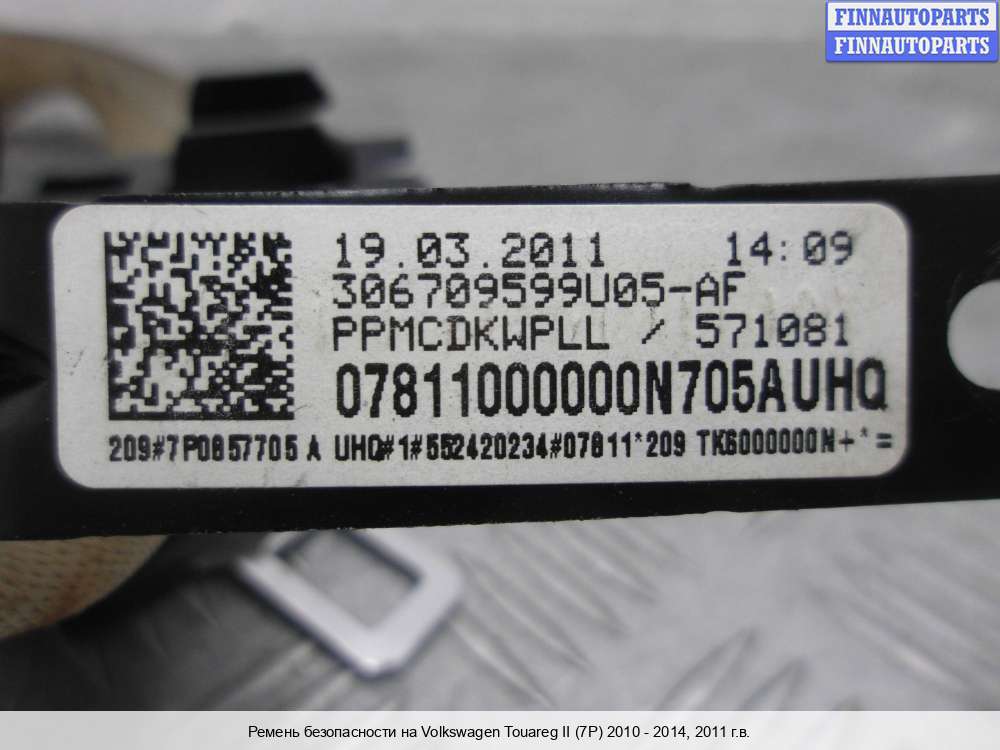 FINNAUTOPARTS
FINNAUTOPARTS
19.03.2011 14:09
306709599U05-AF
PPMCDKWPLL / 571081
07811000000N705AUHQ
209#7P0857705 A UHQ#1#552420234#07811*209 TK6000000N+*=
Ремень безопасности на Volkswagen Touareg II (7P) 2010 - 2014, 2011 г.в.